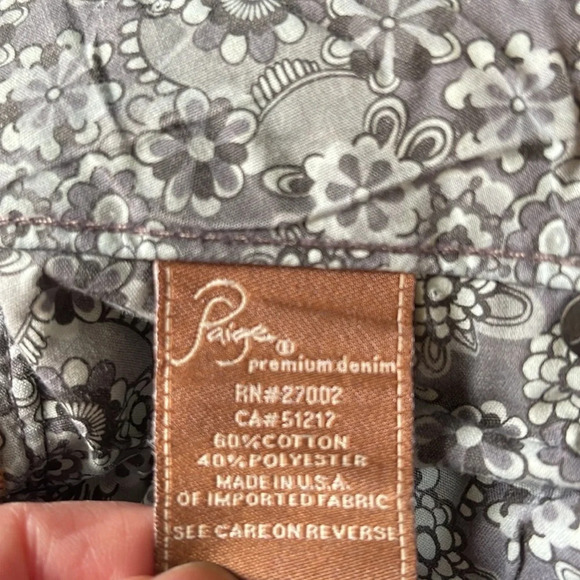 Paige®
premium denim
RN#27002
CA#51217
60%COTTON
40%POLYESTER
MADE IN U.S.A.
OF IMPORTED FABRIC
SEE CARE ON REVERSE